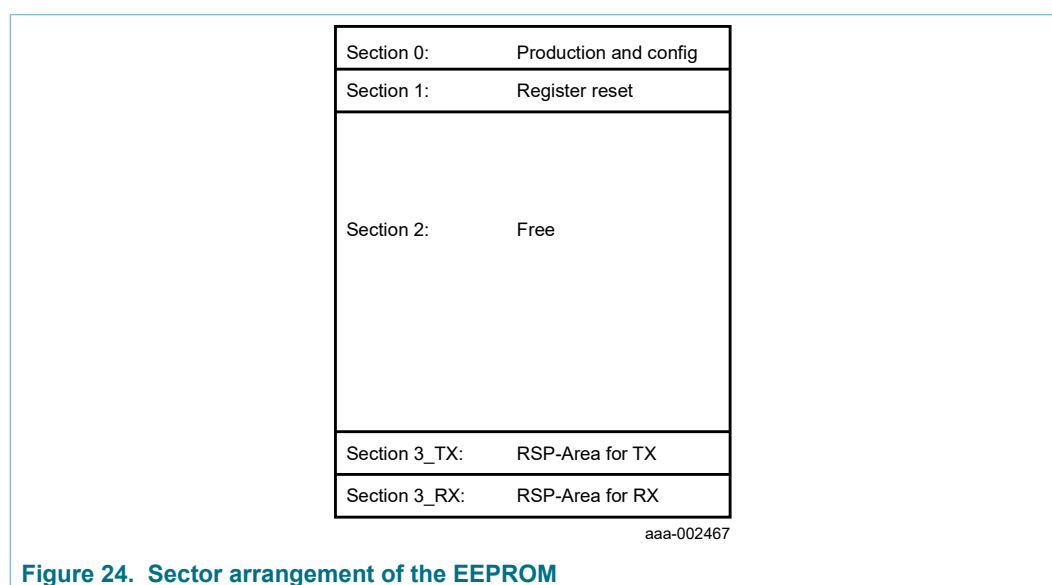 Section 0: Production and config
Section 1: Register reset
Section 2: Free
Section 3_TX: RSP-Area for TX
Section 3_RX: RSP-Area for RX
aaa-002467
Figure 24. Sector arrangement of the EEPROM